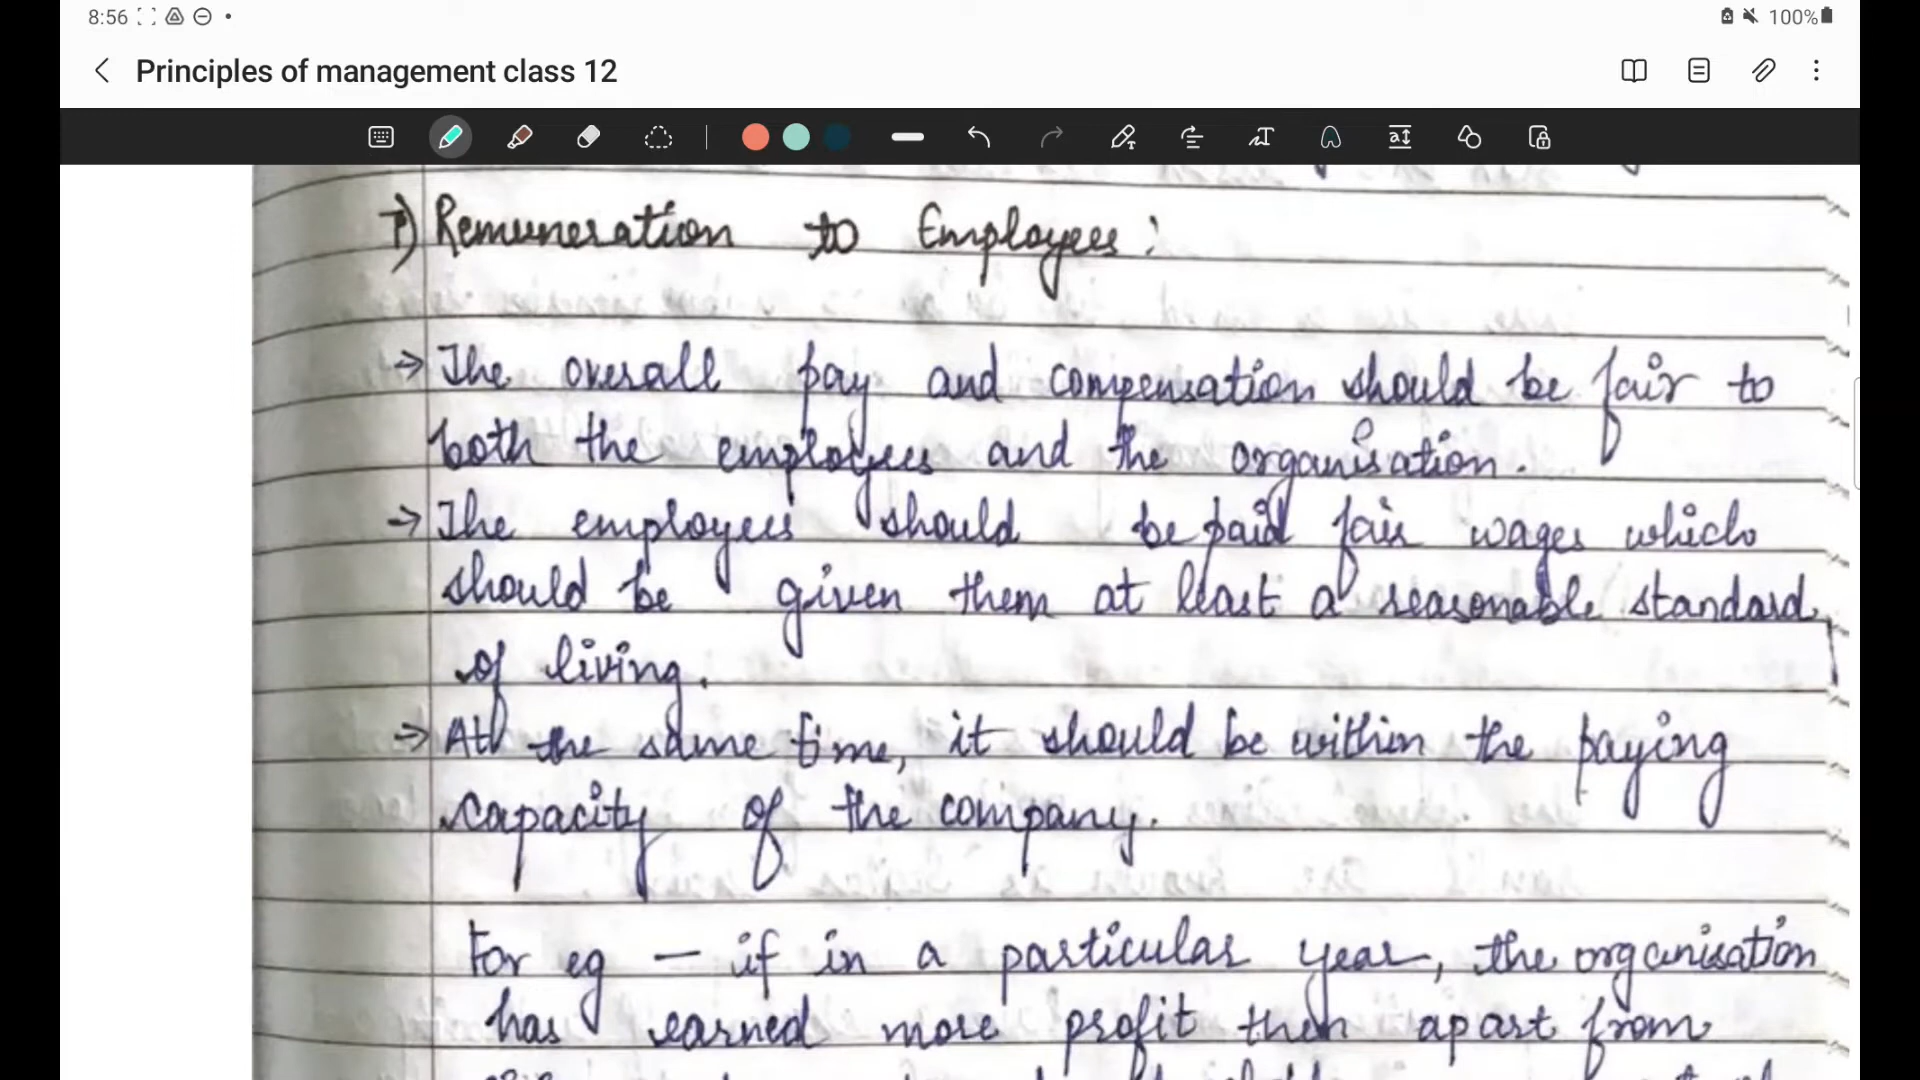 8:56
100%
Principles of management class 12
7) Remuneration to Employees:
→ The overall pay and compensation should be fair to
both the employees and the organisation.
→ The employees should be paid fair wages which
should be given them at least a reasonable standard
of living.
→ At the same time, it should be within the paying
capacity of the company.
For eg — if in a particular year, the organisation
has earned more profit then apart from